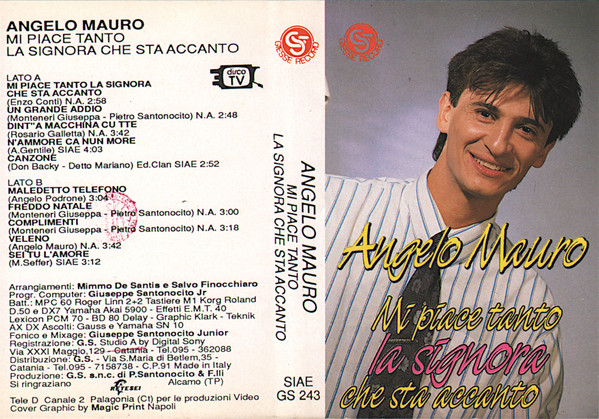 ANGELO MAURO
MI PIACE TANTO
LA SIGNORA CHE STA ACCANTO
disco
TV
LATO A
MI PIACE TANTO LA SIGNORA
CHE STA ACCANTO
(Enzo Conti) N.A. 2:58
UN GRANDE ADDIO
(Monteneri Giuseppa - Pietro Santonocito) N.A. 2:48
DINT''A MACCHINA CU TTE
(Rosario Galletta) N.A. 3:42
N'AMMORE CA NUN MORE
(A.Gentile) SIAE 4:03
CANZONE
(Don Backy - Detto Mariano) Ed.Clan SIAE 2:52
LATO B
MALEDETTO TELEFONO
(Angelo Podrone) 3:04
FREDDO NATALE
(Monteneri Giuseppa - Pietro Santonocito) N.A. 3:00
COMPLIMENTI
(Monteneri Giuseppa - Pietro Santonocito) N.A. 3:18
VELENO
(Angelo Mauro) N.A. 3:42
SEI TU L'AMORE
(M.Seffer) SIAE 3:12
Arrangiamenti: Mimmo De Santis e Salvo Finocchiaro
Progr. Computer: Giuseppe Santonocito Jr
Batt.: MPC 60 Roger Linn 2+2 Tastiere M1 Korg Roland
D.50 e DX7 Yamaha Akai 5900 - Effetti E.M.T. 40
Lexicon PCM 70 - BD 80 Delay - Graphic Klark - Teknik
AX DX Ascolti: Gauss e Yamaha SN 10
Fonico e Mixage: Giuseppe Santonocito Junior
Registrazione: G.S. Studio A by Digital Sony
Via XXXI Maggio,129 - Catania - Tel.095 - 362088
Distribuzione: G.S. - Via S.Maria di Betlem,35 -
Catania - Tel.095 - 7158738 - C.P.91 Made in Italy
Produzione: G.S. s.n.c. di P.Santonocito & F.lli
Si ringraziano
RETESEI
Alcamo (TP)
Tele D Canale 2 Palagonia (Ct) per le produzioni Video
Cover Graphic by Magic Print Napoli
GS
DIESSE RECORD
ANGELO MAURO
MI PIACE TANTO
LA SIGNORA CHE STA ACCANTO
SIAE
GS 243
GS
DIESSE RECORD
Angelo Mauro
Mi piace tanto
la signora
che sta accanto